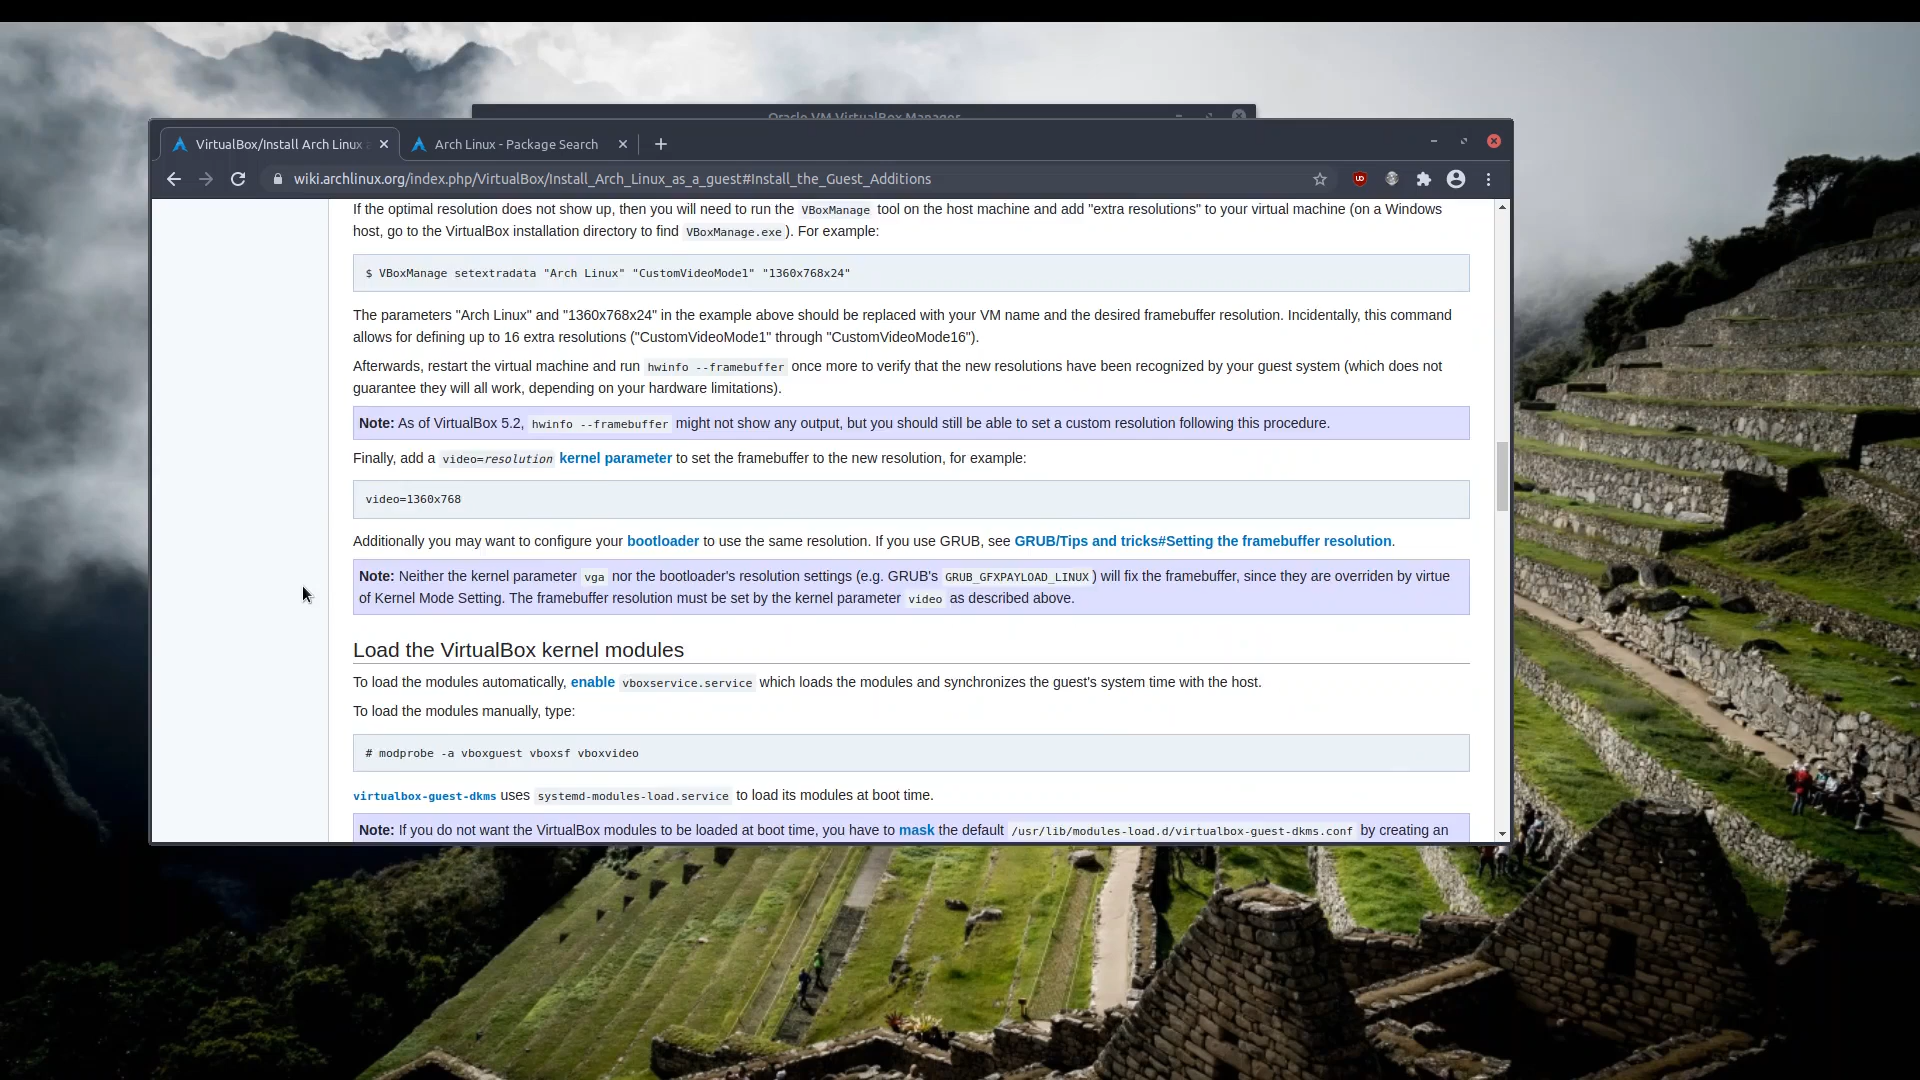 Oracle VM VirtualBox Manager
VirtualBox/Install Arch Linux a
Arch Linux - Package Search
wiki.archlinux.org/index.php/VirtualBox/Install_Arch_Linux_as_a_guest#Install_the_Guest_Additions
If the optimal resolution does not show up, then you will need to run the VBoxManage tool on the host machine and add "extra resolutions" to your virtual machine (on a Windows
host, go to the VirtualBox installation directory to find VBoxManage.exe). For example:
$ VBoxManage setextradata "Arch Linux" "CustomVideoMode1" "1360x768x24"
The parameters "Arch Linux" and "1360x768x24" in the example above should be replaced with your VM name and the desired framebuffer resolution. Incidentally, this command
allows for defining up to 16 extra resolutions ("CustomVideoMode1" through "CustomVideoMode16").
Afterwards, restart the virtual machine and run hwinfo --framebuffer once more to verify that the new resolutions have been recognized by your guest system (which does not
guarantee they will all work, depending on your hardware limitations).
Note: As of VirtualBox 5.2, hwinfo --framebuffer might not show any output, but you should still be able to set a custom resolution following this procedure.
Finally, add a video=resolution kernel parameter to set the framebuffer to the new resolution, for example:
video=1360x768
Additionally you may want to configure your bootloader to use the same resolution. If you use GRUB, see GRUB/Tips and tricks#Setting the framebuffer resolution.
Note: Neither the kernel parameter vga nor the bootloader's resolution settings (e.g. GRUB's GRUB_GFXPAYLOAD_LINUX) will fix the framebuffer, since they are overriden by virtue
of Kernel Mode Setting. The framebuffer resolution must be set by the kernel parameter video as described above.
Load the VirtualBox kernel modules
To load the modules automatically, enable vboxservice.service which loads the modules and synchronizes the guest's system time with the host.
To load the modules manually, type:
# modprobe -a vboxguest vboxsf vboxvideo
virtualbox-guest-dkms uses systemd-modules-load.service to load its modules at boot time.
Note: If you do not want the VirtualBox modules to be loaded at boot time, you have to mask the default /usr/lib/modules-load.d/virtualbox-guest-dkms.conf by creating an